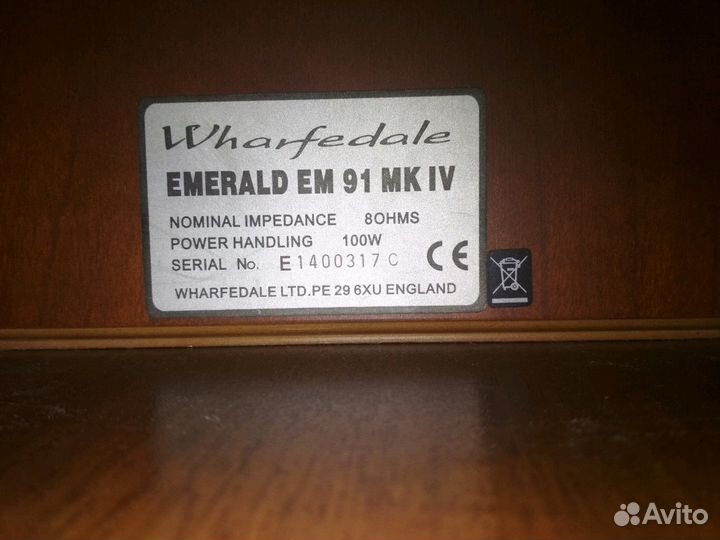 Wharfedale
EMERALD EM 91 MK IV
NOMINAL IMPEDANCE 8OHMS
POWER HANDLING 100W
SERIAL No. E1400317C
CE
WHARFEDALE LTD.PE 29 6XU ENGLAND
Avito